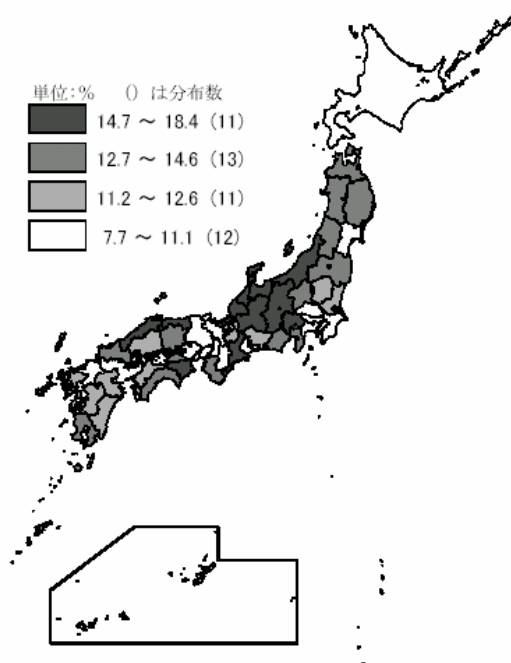 単位:% () は分布数
14.7 ～ 18.4 (11)
12.7 ～ 14.6 (13)
11.2 ～ 12.6 (11)
7.7 ～ 11.1 (12)